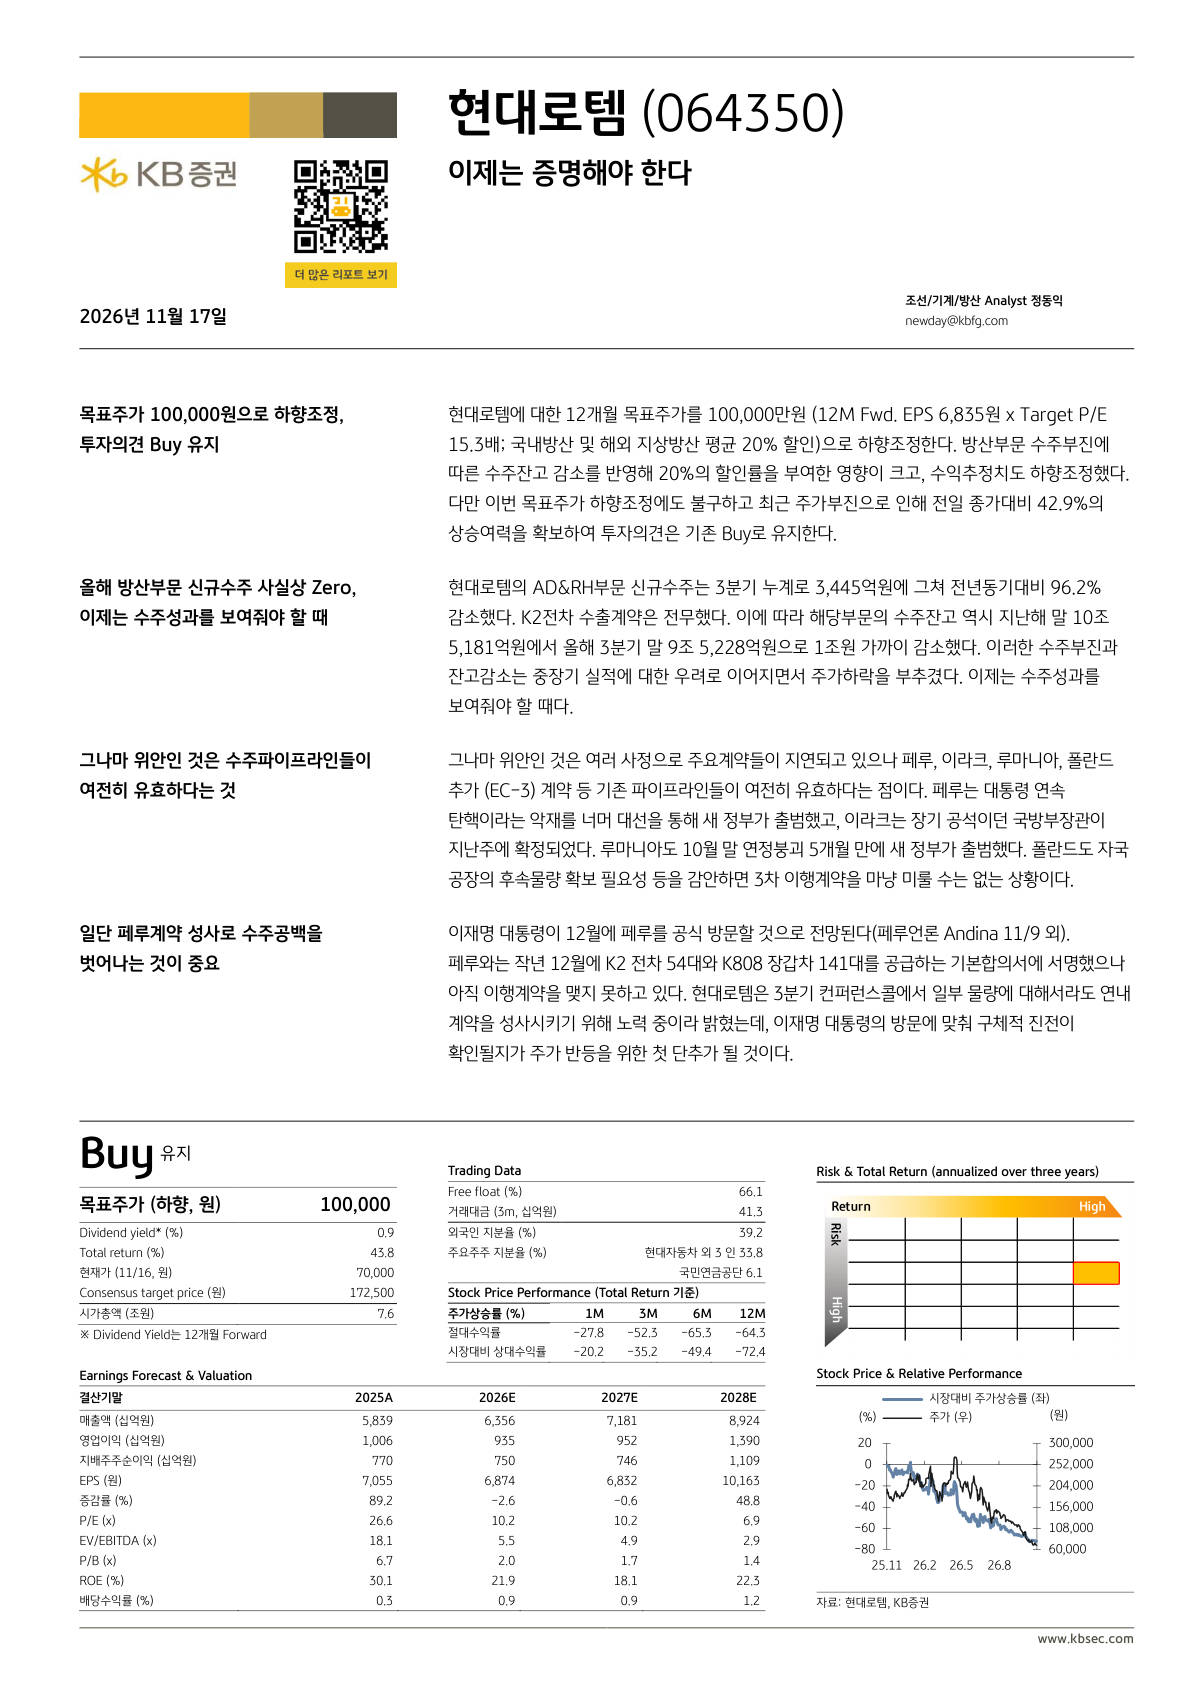 현대로템 (064350)
이제는 증명해야 한다
KB증권
더 많은 리포트 보기
2026년 11월 17일
조선/기계/방산 Analyst 정동익
newday@kbfg.com
목표주가 100,000원으로 하향조정,
투자의견 Buy 유지
현대로템에 대한 12개월 목표주가를 100,000만원 (12M Fwd. EPS 6,835원 x Target P/E
15.3배; 국내방산 및 해외 지상방산 평균 20% 할인)으로 하향조정한다. 방산부문 수주부진에
따른 수주잔고 감소를 반영해 20%의 할인률을 부여한 영향이 크고, 수익추정치도 하향조정했다.
다만 이번 목표주가 하향조정에도 불구하고 최근 주가부진으로 인해 전일 종가대비 42.9%의
상승여력을 확보하여 투자의견은 기존 Buy로 유지한다.
올해 방산부문 신규수주 사실상 Zero,
이제는 수주성과를 보여줘야 할 때
현대로템의 AD&RH부문 신규수주는 3분기 누계로 3,445억원에 그쳐 전년동기대비 96.2%
감소했다. K2전차 수출계약은 전무했다. 이에 따라 해당부문의 수주잔고 역시 지난해 말 10조
5,181억원에서 올해 3분기 말 9조 5,228억원으로 1조원 가까이 감소했다. 이러한 수주부진과
잔고감소는 중장기 실적에 대한 우려로 이어지면서 주가하락을 부추겼다. 이제는 수주성과를
보여줘야 할 때다.
그나마 위안인 것은 수주파이프라인들이
여전히 유효하다는 것
그나마 위안인 것은 여러 사정으로 주요계약들이 지연되고 있으나 페루, 이라크, 루마니아, 폴란드
추가 (EC-3) 계약 등 기존 파이프라인들이 여전히 유효하다는 점이다. 페루는 대통령 연속
탄핵이라는 악재를 너머 대선을 통해 새 정부가 출범했고, 이라크는 장기 공석이던 국방부장관이
지난주에 확정되었다. 루마니아도 10월 말 연정붕괴 5개월 만에 새 정부가 출범했다. 폴란드도 자국
공장의 후속물량 확보 필요성 등을 감안하면 3차 이행계약을 마냥 미룰 수는 없는 상황이다.
일단 페루계약 성사로 수주공백을
벗어나는 것이 중요
이재명 대통령이 12월에 페루를 공식 방문할 것으로 전망된다(페루언론 Andina 11/9 외).
페루와는 작년 12월에 K2 전차 54대와 K808 장갑차 141대를 공급하는 기본합의서에 서명했으나
아직 이행계약을 맺지 못하고 있다. 현대로템은 3분기 컨퍼런스콜에서 일부 물량에 대해서라도 연내
계약을 성사시키기 위해 노력 중이라 밝혔는데, 이재명 대통령의 방문에 맞춰 구체적 진전이
확인될지가 주가 반등을 위한 첫 단추가 될 것이다.
Buy 유지
목표주가 (하향, 원) 100,000
Dividend yield* (%) 0.9
Total return (%) 43.8
현재가 (11/16, 원) 70,000
Consensus target price (원) 172,500
시가총액 (조원) 7.6
※ Dividend Yield는 12개월 Forward
Trading Data
Free float (%) 66.1
거래대금 (3m, 십억원) 41.3
외국인 지분율 (%) 39.2
주요주주 지분율 (%) 현대자동차 외 3 인 33.8
국민연금공단 6.1
Stock Price Performance (Total Return 기준)
주가상승률 (%) 1M 3M 6M 12M
절대수익률 -27.8 -52.3 -65.3 -64.3
시장대비 상대수익률 -20.2 -35.2 -49.4 -72.4
Risk & Total Return (annualized over three years)
Return High
Risk
High
Earnings Forecast & Valuation
결산기말 2025A 2026E 2027E 2028E
매출액 (십억원) 5,839 6,356 7,181 8,924
영업이익 (십억원) 1,006 935 952 1,390
지배주주순이익 (십억원) 770 750 746 1,109
EPS (원) 7,055 6,874 6,832 10,163
증감률 (%) 89.2 -2.6 -0.6 48.8
P/E (x) 26.6 10.2 10.2 6.9
EV/EBITDA (x) 18.1 5.5 4.9 2.9
P/B (x) 6.7 2.0 1.7 1.4
ROE (%) 30.1 21.9 18.1 22.3
배당수익률 (%) 0.3 0.9 0.9 1.2
Stock Price & Relative Performance
시장대비 주가상승률 (좌)
(%) 주가 (우) (원)
20 300,000
0 252,000
-20 204,000
-40 156,000
-60 108,000
-80 60,000
25.11 26.2 26.5 26.8
자료: 현대로템, KB증권
www.kbsec.com